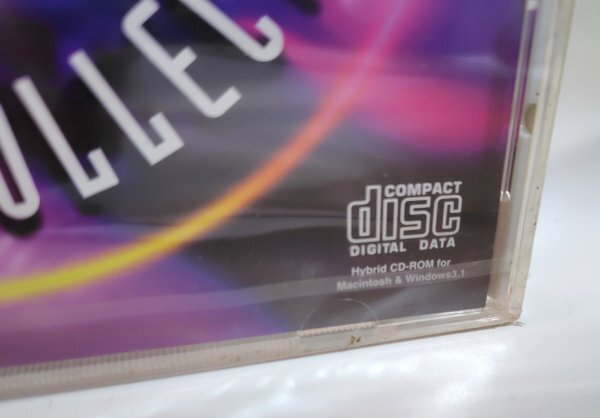 OLLEC
COMPACT
disc
DIGITAL DATA
Hybrid CD-ROM for
Macintosh & Windows3.1